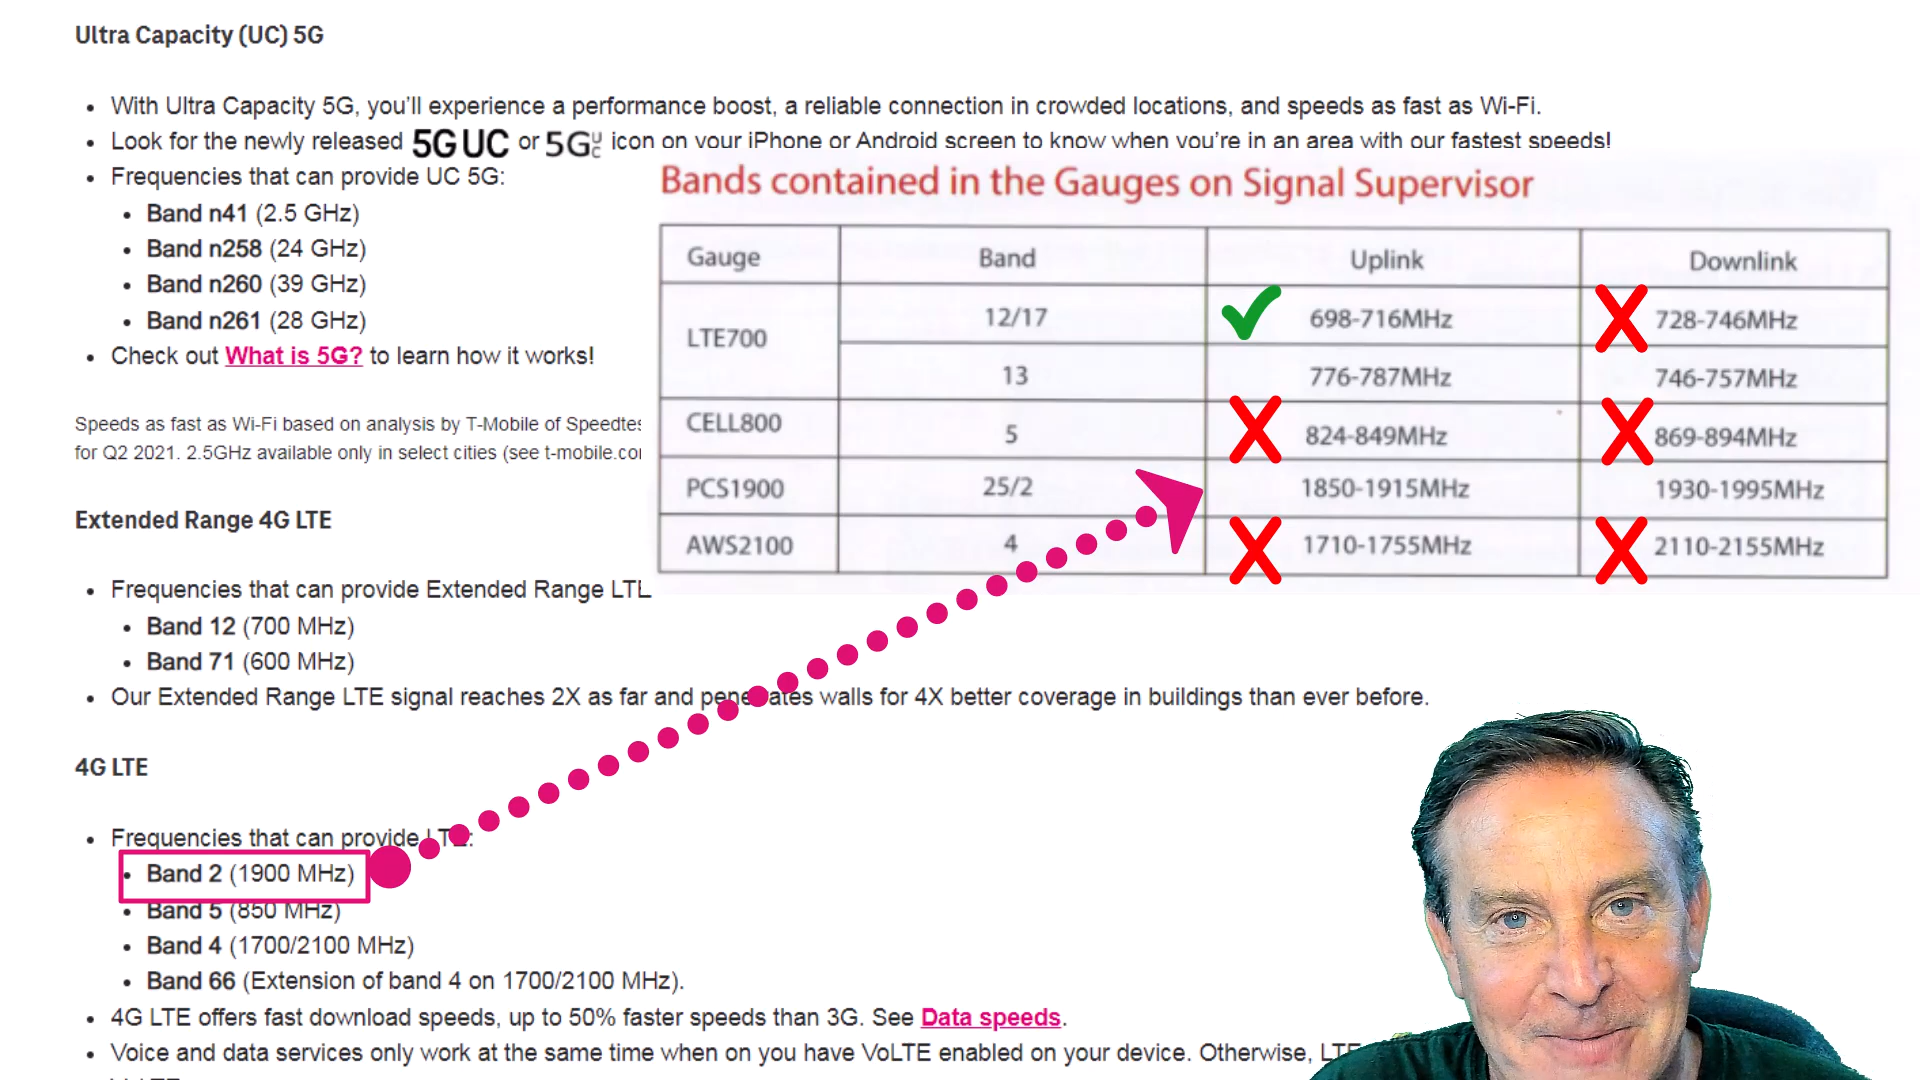 Ultra Capacity (UC) 5G
With Ultra Capacity 5G, you'll experience a performance boost, a reliable connection in crowded locations, and speeds as fast as Wi-Fi.
Look for the newly released 5G UC or 5G UC icon on your iPhone or Android screen to know when you're in an area with our fastest speeds!
Frequencies that can provide UC 5G:
Band n41 (2.5 GHz)
Band n258 (24 GHz)
Band n260 (39 GHz)
Band n261 (28 GHz)
Check out What is 5G? to learn how it works!
Speeds as fast as Wi-Fi based on analysis by T-Mobile of Speedtes
for Q2 2021. 2.5GHz available only in select cities (see t-mobile.co
Bands contained in the Gauges on Signal Supervisor
Gauge Band Uplink Downlink
LTE700 12/17 698-716MHz 728-746MHz
13 776-787MHz 746-757MHz
CELL800 5 824-849MHz 869-894MHz
PCS1900 25/2 1850-1915MHz 1930-1995MHz
AWS2100 4 1710-1755MHz 2110-2155MHz
Extended Range 4G LTE
Frequencies that can provide Extended Range LTE
Band 12 (700 MHz)
Band 71 (600 MHz)
Our Extended Range LTE signal reaches 2X as far and penetrates walls for 4X better coverage in buildings than ever before.
4G LTE
Frequencies that can provide LTE:
Band 2 (1900 MHz)
Band 5 (850 MHz)
Band 4 (1700/2100 MHz)
Band 66 (Extension of band 4 on 1700/2100 MHz).
4G LTE offers fast download speeds, up to 50% faster speeds than 3G. See Data speeds.
Voice and data services only work at the same time when on you have VoLTE enabled on your device. Otherwise, LTE